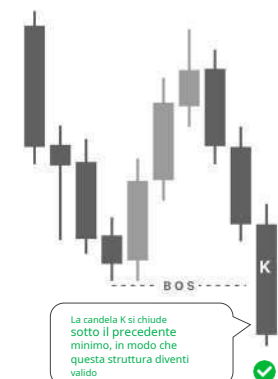 K
BOS
La candela K si chiude
sotto il precedente
minimo, in modo che
questa struttura diventi
valido